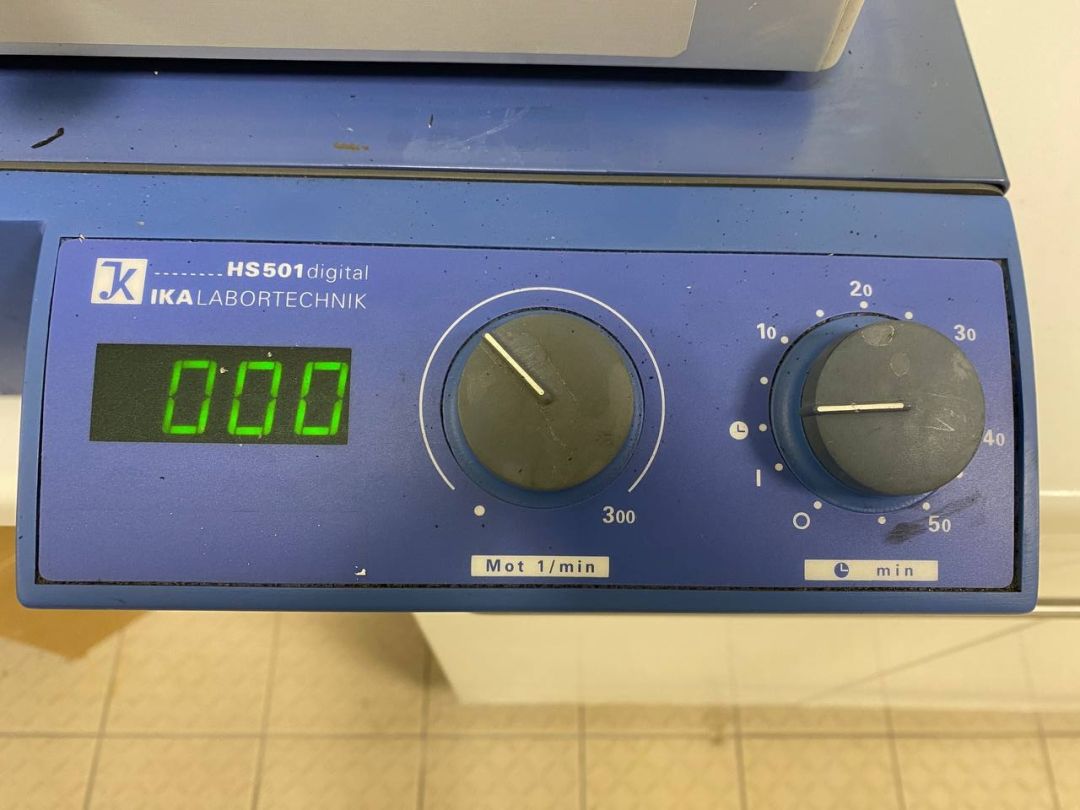 HS501digital
IKALABORTECHNIK
000
300
Mot 1/min
10
20
30
40
50
I
O
min